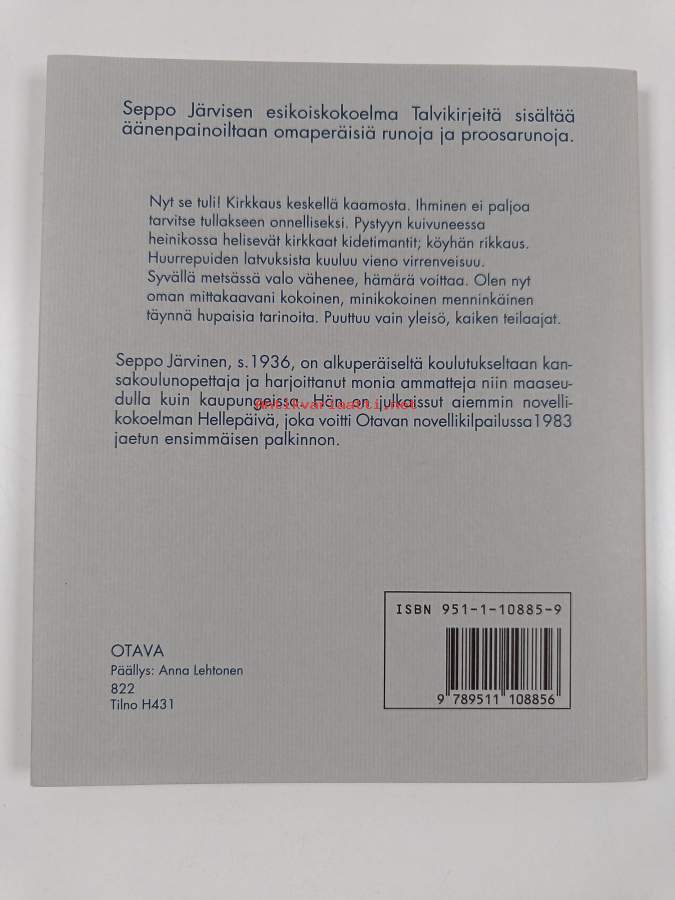 Seppo Järvisen esikoiskokoelma Talvikirjeitä sisältää
äänenpainoiltaan omaperäisiä runoja ja proosarunoja.
Nyt se tuli! Kirkkaus keskellä kaamosta. Ihminen ei paljoa
tarvitse tullakseen onnelliseksi. Pystyyn kuivuneessa
heinikossa helisevät kirkkaat kidetimantit; köyhän rikkaus.
Huurrepuiden latvuksista kuuluu vieno virrenveisuu.
Syvällä metsässä valo vähenee, hämärä voittaa. Olen nyt
oman mittakaavani kokoinen, minikokoinen menninkäinen
täynnä hupaisia tarinoita. Puuttuu vain yleisö, kaiken teilaajat.
Seppo Järvinen, s.1936, on alkuperäiseltä koulutukseltaan kan-
sakoulunopettaja ja harjoittanut monia ammatteja niin maaseu-
dulla kuin kaupungeissa. Hän on julkaissut aiemmin novelli-
antikvariaatti.net
kokoelman Hellepäivä, joka voitti Otavan novellikilpailussa1983
jaetun ensimmäisen palkinnon.
ISBN 951-1-10885-9
9 789511 108856
OTAVA
Päällys: Anna Lehtonen
822
Tilno H431